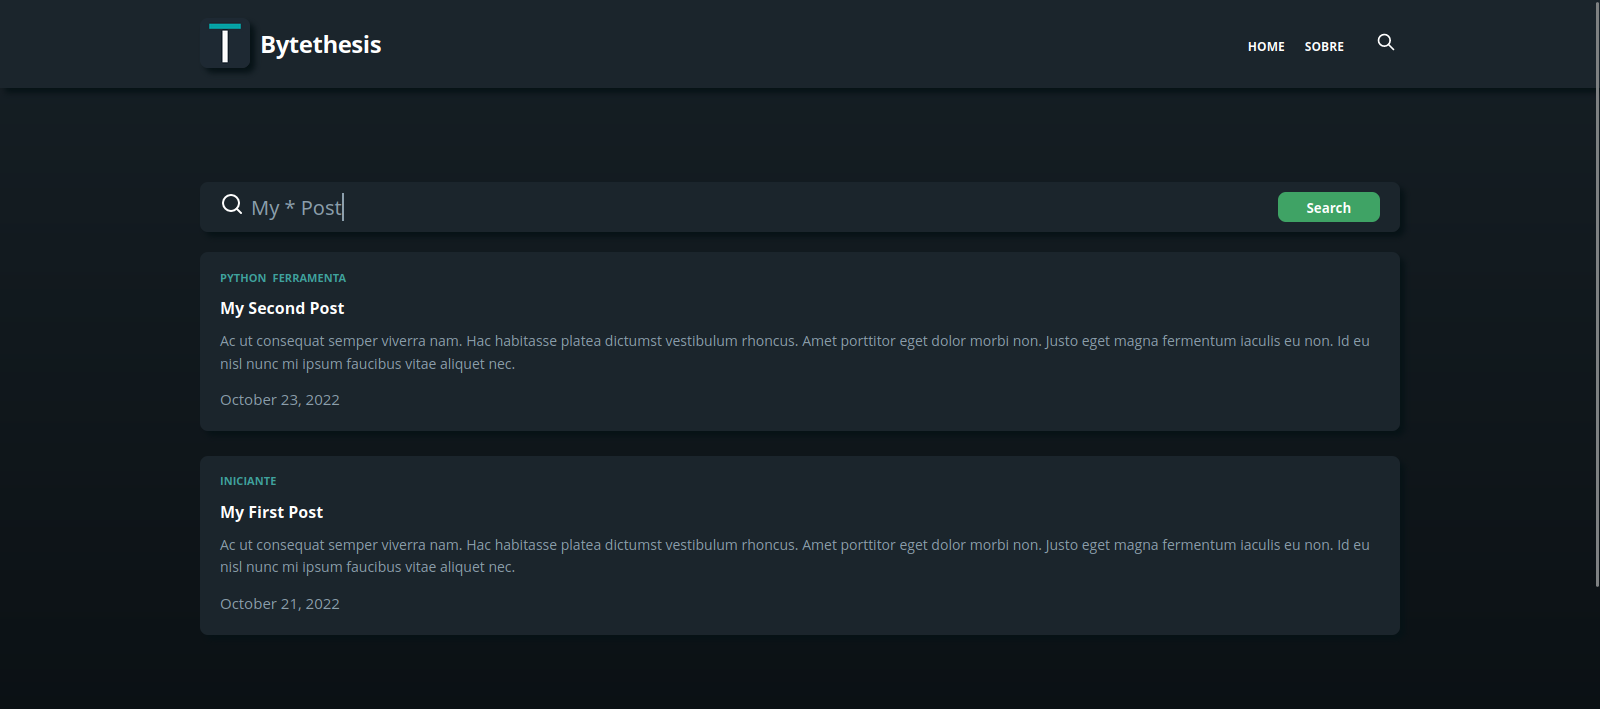 Bytethesis
HOME SOBRE
My * Post
Search
PYTHON FERRAMENTA
My Second Post
Ac ut consequat semper viverra nam. Hac habitasse platea dictumst vestibulum rhoncus. Amet porttitor eget dolor morbi non. Justo eget magna fermentum iaculis eu non. Id eu
nisl nunc mi ipsum faucibus vitae aliquet nec.
October 23, 2022
INICIANTE
My First Post
Ac ut consequat semper viverra nam. Hac habitasse platea dictumst vestibulum rhoncus. Amet porttitor eget dolor morbi non. Justo eget magna fermentum iaculis eu non. Id eu
nisl nunc mi ipsum faucibus vitae aliquet nec.
October 21, 2022